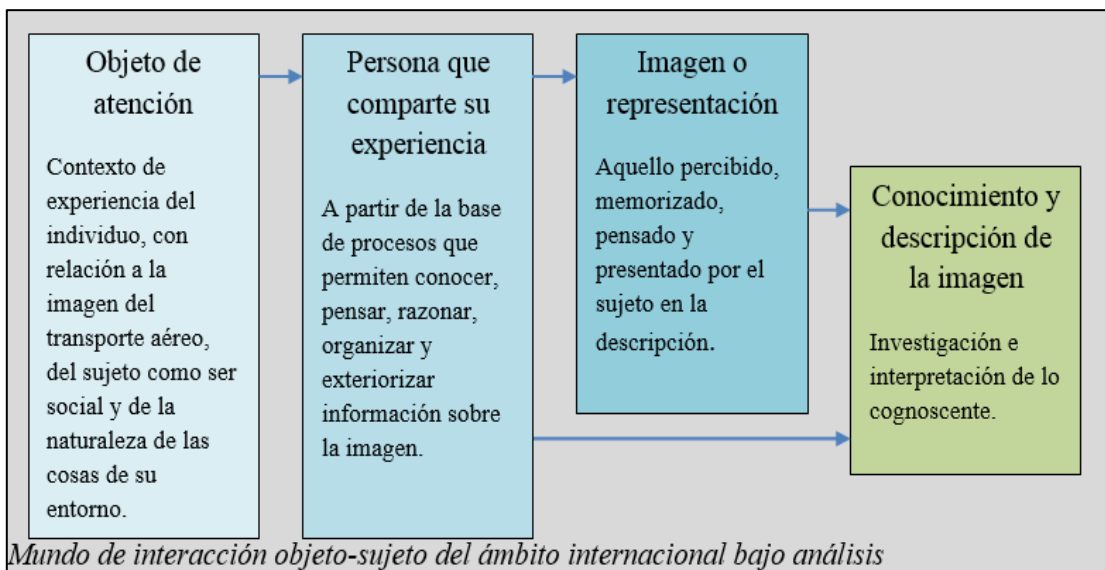 Objeto de
atención
Contexto de
experiencia del
individuo, con
relación a la
imagen del
transporte aéreo,
del sujeto como ser
social y de la
naturaleza de las
cosas de su
entorno.
Persona que
comparte su
experiencia
A partir de la base
de procesos que
permiten conocer,
pensar, razonar,
organizar y
exteriorizar
información sobre
la imagen.
Imagen o
representación
Aquello percibido,
memorizado,
pensado y
presentado por el
sujeto en la
descripción.
Conocimiento y
descripción de
la imagen
Investigación e
interpretación de lo
cognoscente.
Mundo de interacción objeto-sujeto del ámbito internacional bajo análisis